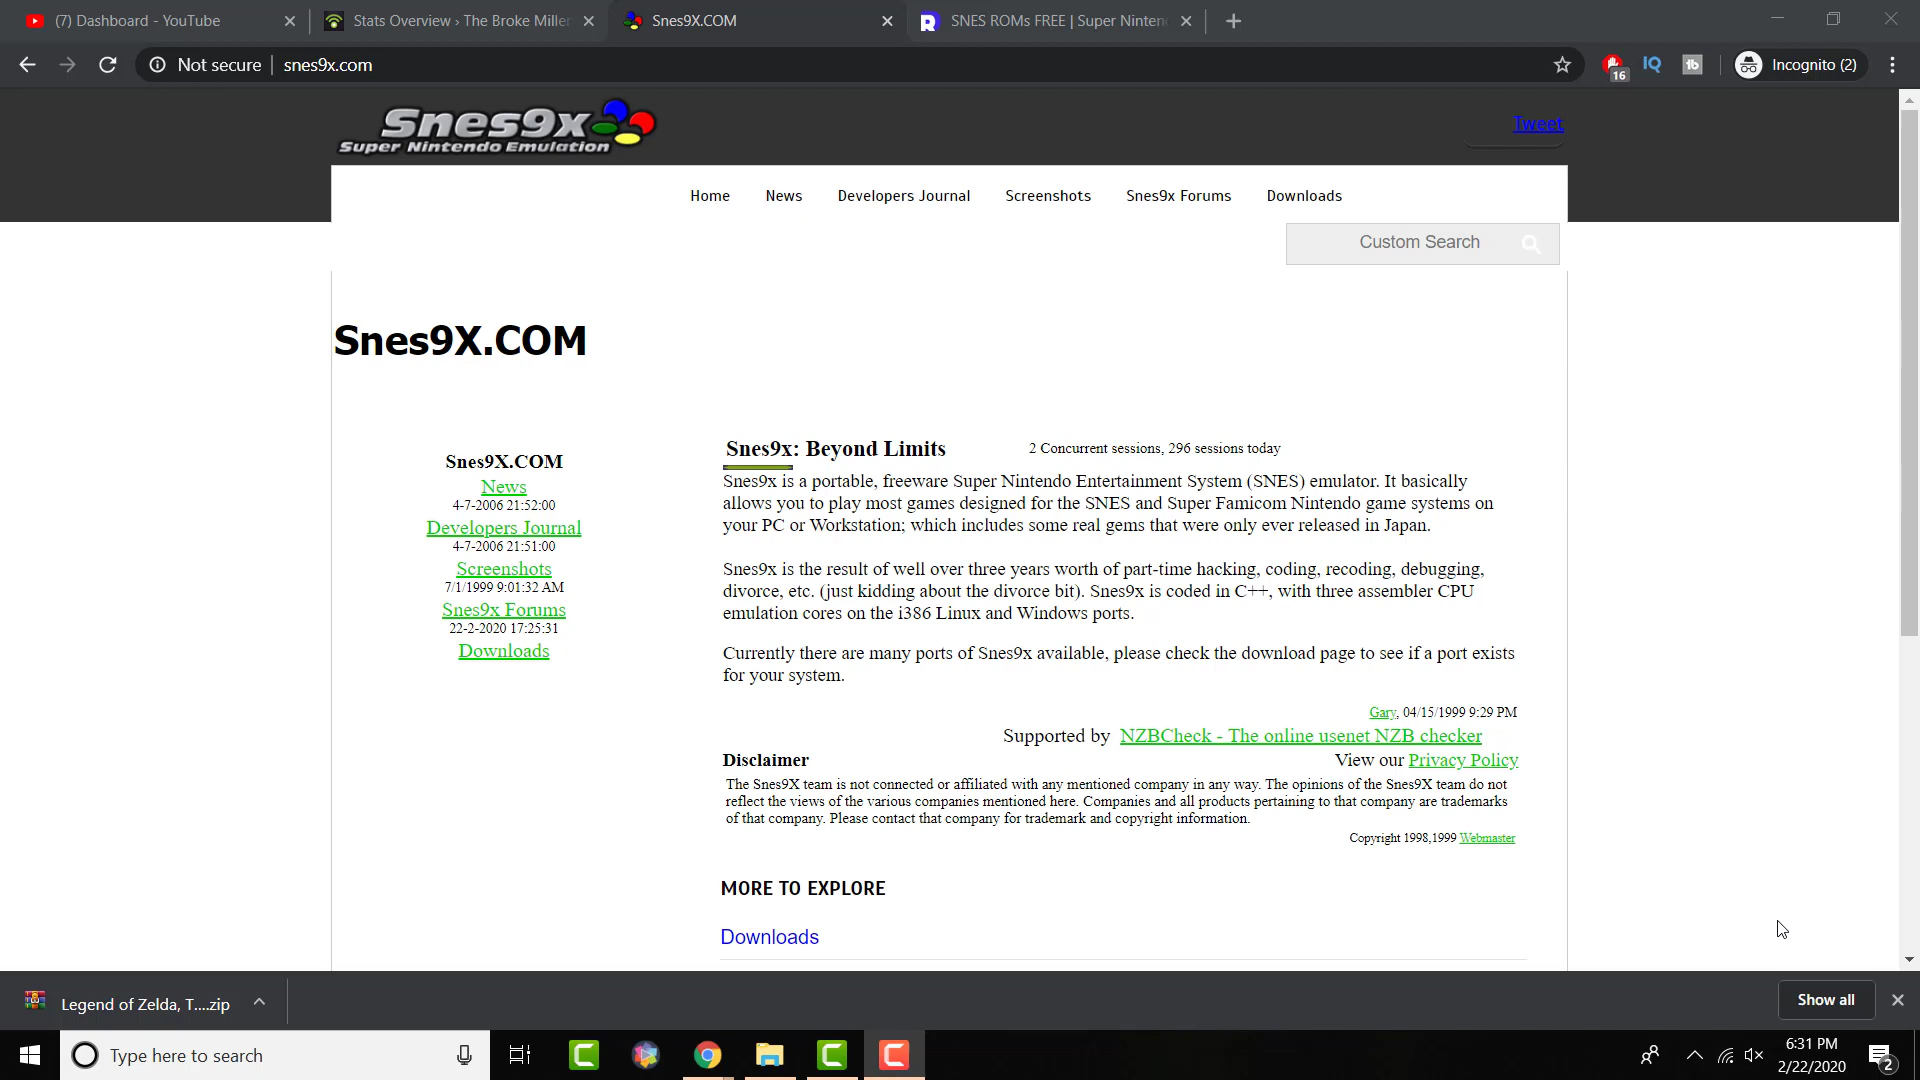 (7) Dashboard - YouTube
Stats Overview › The Broke Miller
Snes9X.COM
SNES ROMs FREE | Super Ninten
Not secure
snes9x.com
16
IQ
tb
Incognito (2)
Snes9x
Super Nintendo Emulation
Tweet
Home
News
Developers Journal
Screenshots
Snes9x Forums
Downloads
Custom Search
Snes9X.COM
Snes9X.COM
News
4-7-2006 21:52:00
Developers Journal
4-7-2006 21:51:00
Screenshots
7/1/1999 9:01:32 AM
Snes9x Forums
22-2-2020 17:25:31
Downloads
Snes9x: Beyond Limits
2 Concurrent sessions, 296 sessions today
Snes9x is a portable, freeware Super Nintendo Entertainment System (SNES) emulator. It basically
allows you to play most games designed for the SNES and Super Famicom Nintendo game systems on
your PC or Workstation; which includes some real gems that were only ever released in Japan.
Snes9x is the result of well over three years worth of part-time hacking, coding, recoding, debugging,
divorce, etc. (just kidding about the divorce bit). Snes9x is coded in C++, with three assembler CPU
emulation cores on the i386 Linux and Windows ports.
Currently there are many ports of Snes9x available, please check the download page to see if a port exists
for your system.
Gary, 04/15/1999 9:29 PM
Supported by NZBCheck - The online usenet NZB checker
Disclaimer
View our Privacy Policy
The Snes9X team is not connected or affiliated with any mentioned company in any way. The opinions of the Snes9X team do not
reflect the views of the various companies mentioned here. Companies and all products pertaining to that company are trademarks
of that company. Please contact that company for trademark and copyright information.
Copyright 1998,1999 Webmaster
MORE TO EXPLORE
Downloads
Legend of Zelda, T....zip
Show all
Type here to search
6:31 PM
2/22/2020
2